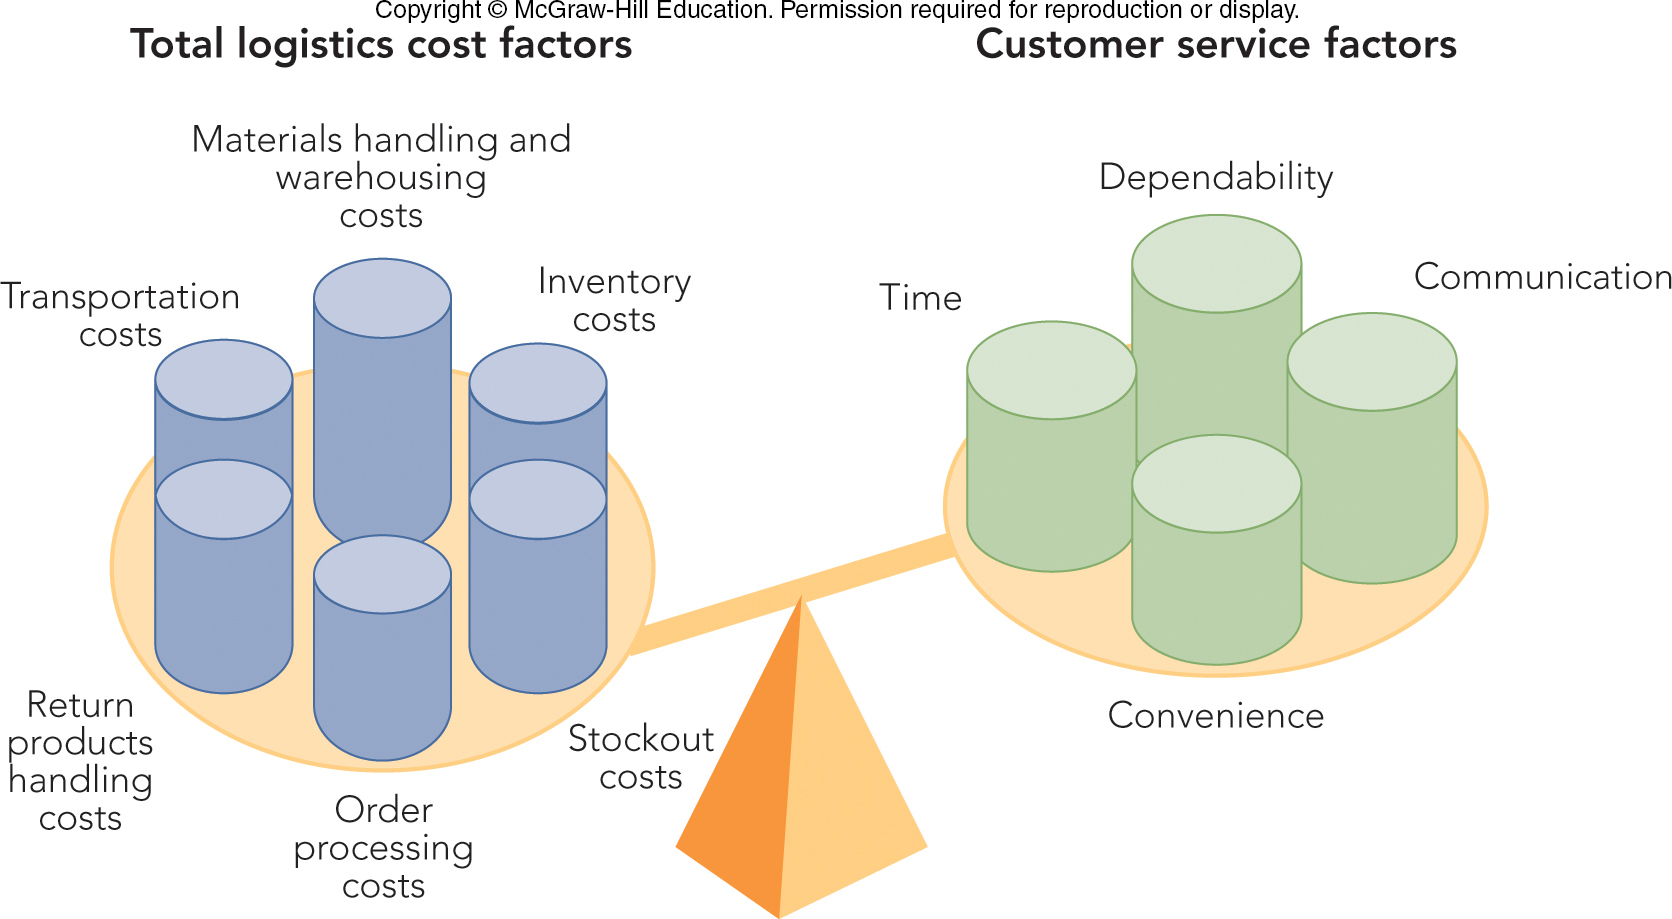 Copyright © McGraw-Hill Education. Permission required for reproduction or display.
Total logistics cost factors
Customer service factors
Materials handling and
warehousing
costs
Transportation
costs
Inventory
costs
Return
products
handling
costs
Order
processing
costs
Stockout
costs
Dependability
Time
Communication
Convenience